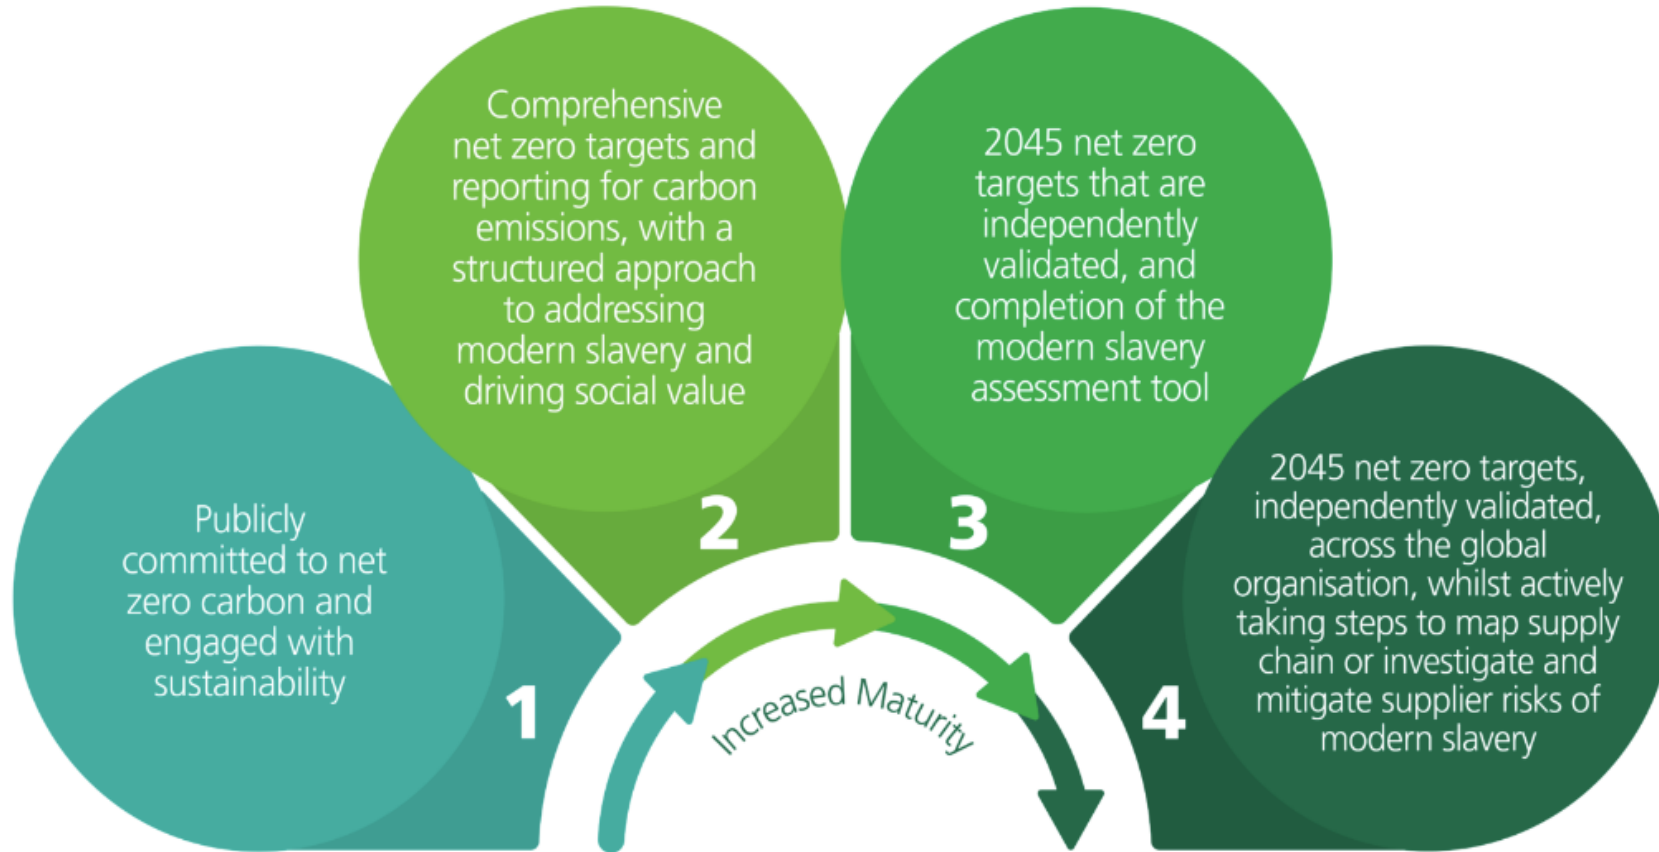 Publicly
committed to net
zero carbon and
engaged with
sustainability
1
Comprehensive
net zero targets and
reporting for carbon
emissions, with a
structured approach
to addressing
modern slavery and
driving social value
2
2045 net zero
targets that are
independently
validated, and
completion of the
modern slavery
assessment tool
3
2045 net zero targets,
independently validated,
across the global
organisation, whilst actively
taking steps to map supply
chain or investigate and
mitigate supplier risks of
modern slavery
4
Increased Maturity